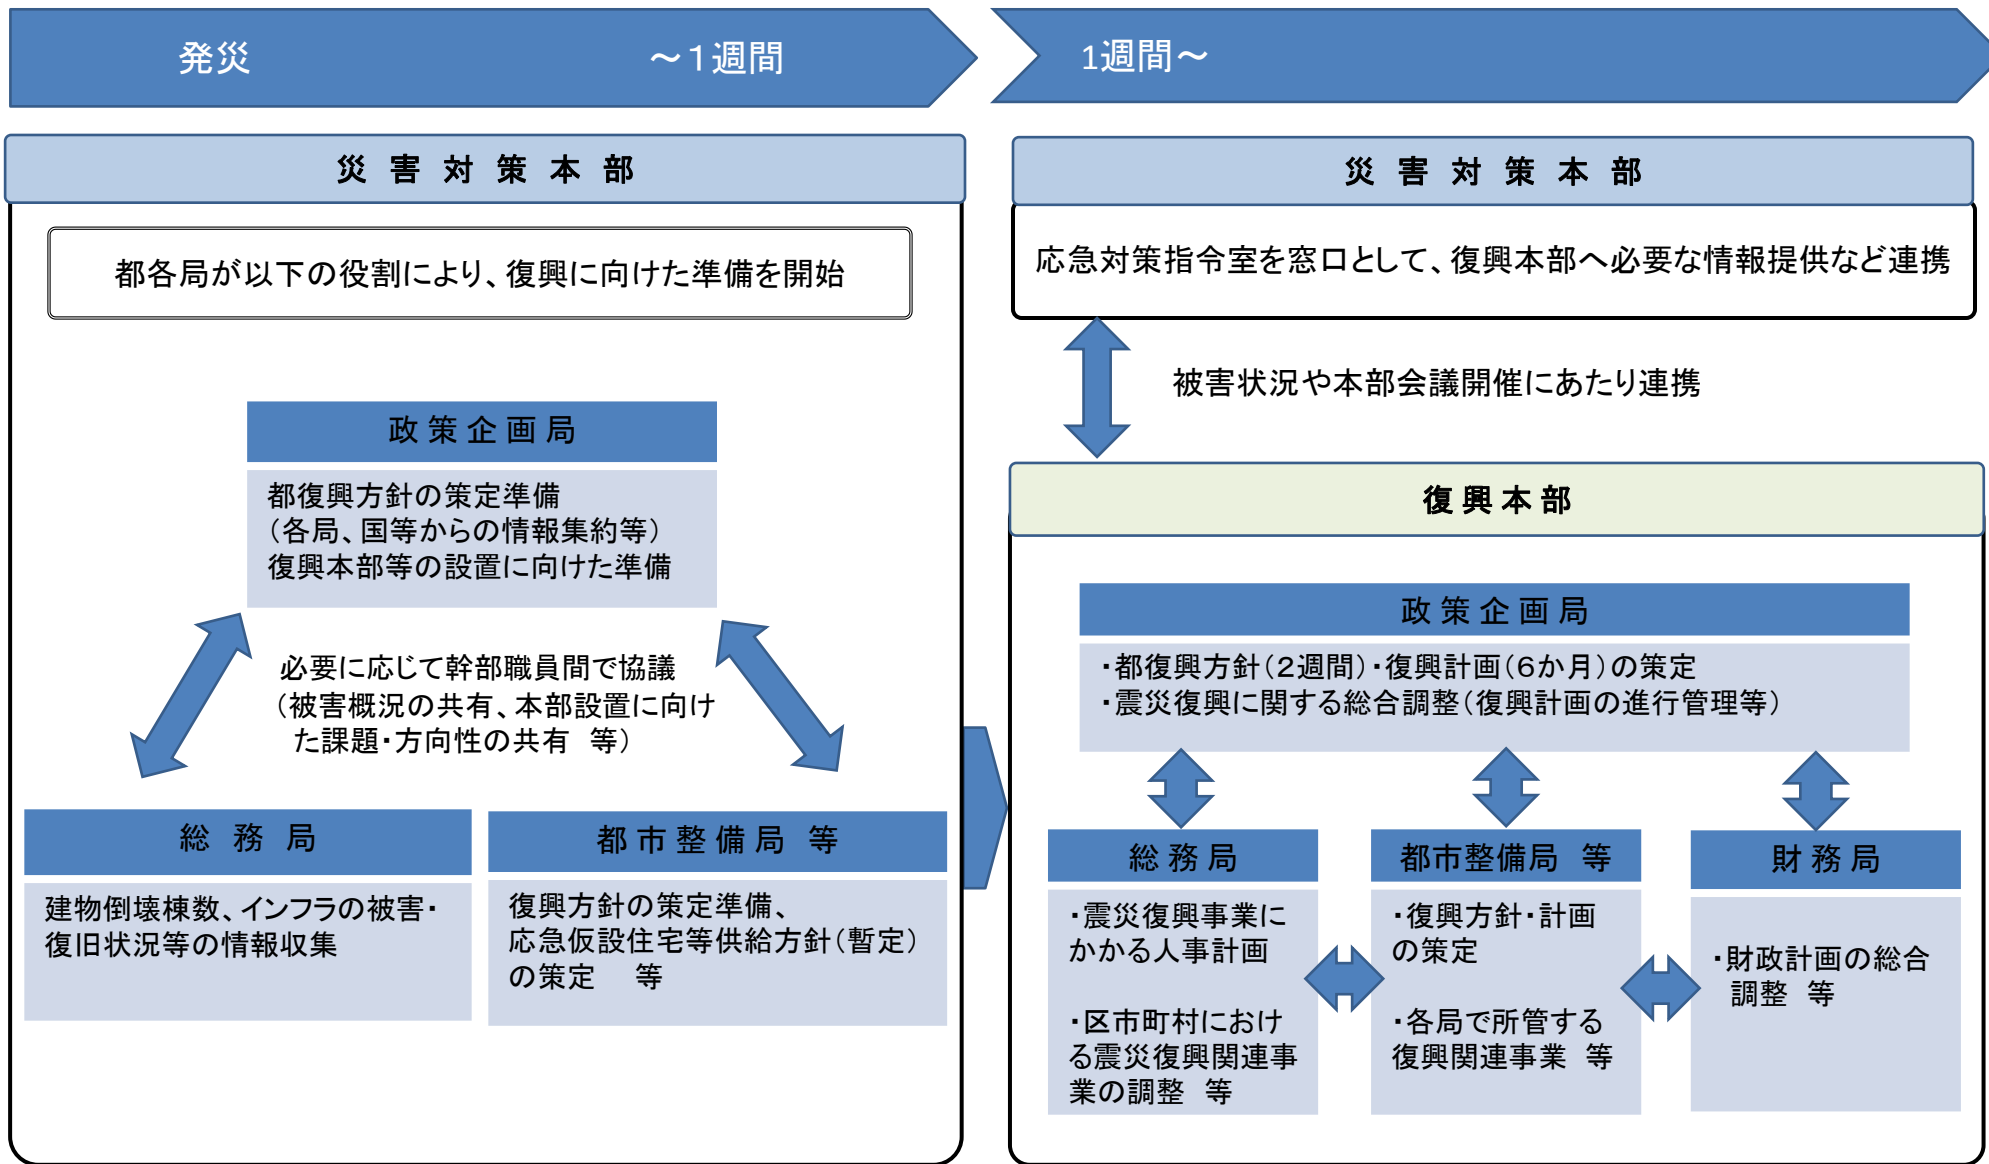 発災
～１週間
1週間～
災害対策本部
都各局が以下の役割により、復興に向けた準備を開始
政策企画局
都復興方針の策定準備
（各局、国等からの情報集約等）
復興本部等の設置に向けた準備
必要に応じて幹部職員間で協議
（被害概況の共有、本部設置に向け
た課題・方向性の共有　等）
総務局
建物倒壊棟数、インフラの被害・
復旧状況等の情報収集
都市整備局　等
復興方針の策定準備、
応急仮設住宅等供給方針（暫定）
の策定　等
災害対策本部
応急対策指令室を窓口として、復興本部へ必要な情報提供など連携
被害状況や本部会議開催にあたり連携
復興本部
政策企画局
・都復興方針（２週間）・復興計画（６か月）の策定
・震災復興に関する総合調整（復興計画の進行管理等）
総務局
・震災復興事業に
かかる人事計画
・区市町村におけ
る震災復興関連事
業の調整　等
都市整備局　等
・復興方針・計画
の策定
・各局で所管する
復興関連事業　等
財務局
・財政計画の総合
調整　等